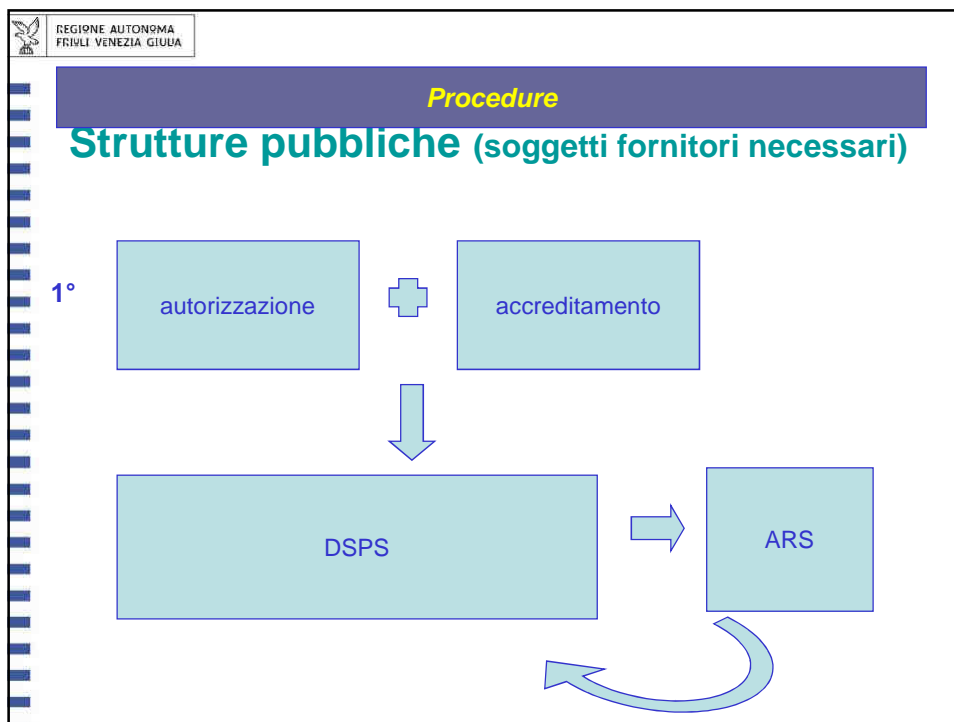 REGIONE AUTONOMA
FRIULI VENEZIA GIULIA
Procedure
Strutture pubbliche (soggetti fornitori necessari)
1°
autorizzazione
accreditamento
DSPS
ARS